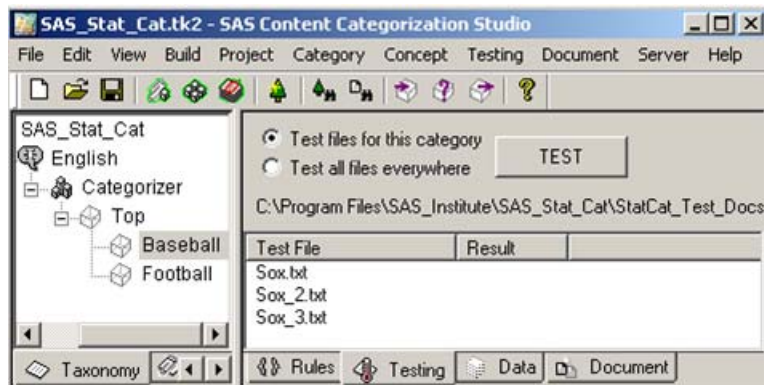 SAS_Stat_Cat.tk2 - SAS Content Categorization Studio
File Edit View Build Project Category Concept Testing Document Server Help
SAS_Stat_Cat
English
Categorizer
Top
Baseball
Football
Taxonomy
Test files for this category
Test all files everywhere
TEST
C:\Program Files\SAS_Institute\SAS_Stat_Cat\StatCat_Test_Docs
Test File Result
Sox.txt
Sox_2.txt
Sox_3.txt
Rules Testing Data Document